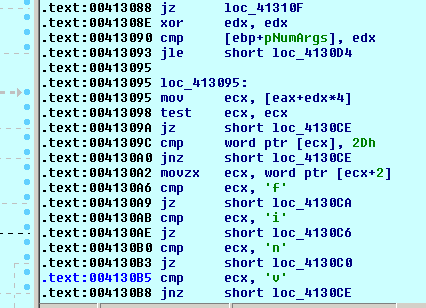 .text:00413088 jz loc_41310F
.text:0041308E xor edx, edx
.text:00413090 cmp [ebp+pNumArgs], edx
.text:00413093 jle short loc_4130D4
.text:00413095
.text:00413095 loc_413095:
.text:00413095 mov ecx, [eax+edx*4]
.text:00413098 test ecx, ecx
.text:0041309A jz short loc_4130CE
.text:0041309C cmp word ptr [ecx], 2Dh
.text:004130A0 jnz short loc_4130CE
.text:004130A2 movzx ecx, word ptr [ecx+2]
.text:004130A6 cmp ecx, 'f'
.text:004130A9 jz short loc_4130CA
.text:004130AB cmp ecx, 'i'
.text:004130AE jz short loc_4130C6
.text:004130B0 cmp ecx, 'n'
.text:004130B3 jz short loc_4130C0
.text:004130B5 cmp ecx, 'v'
.text:004130B8 jnz short loc_4130CE